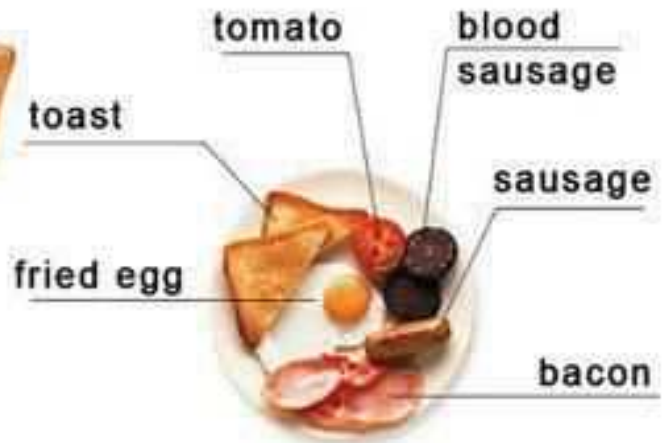 tomato
blood
sausage
toast
sausage
fried egg
bacon